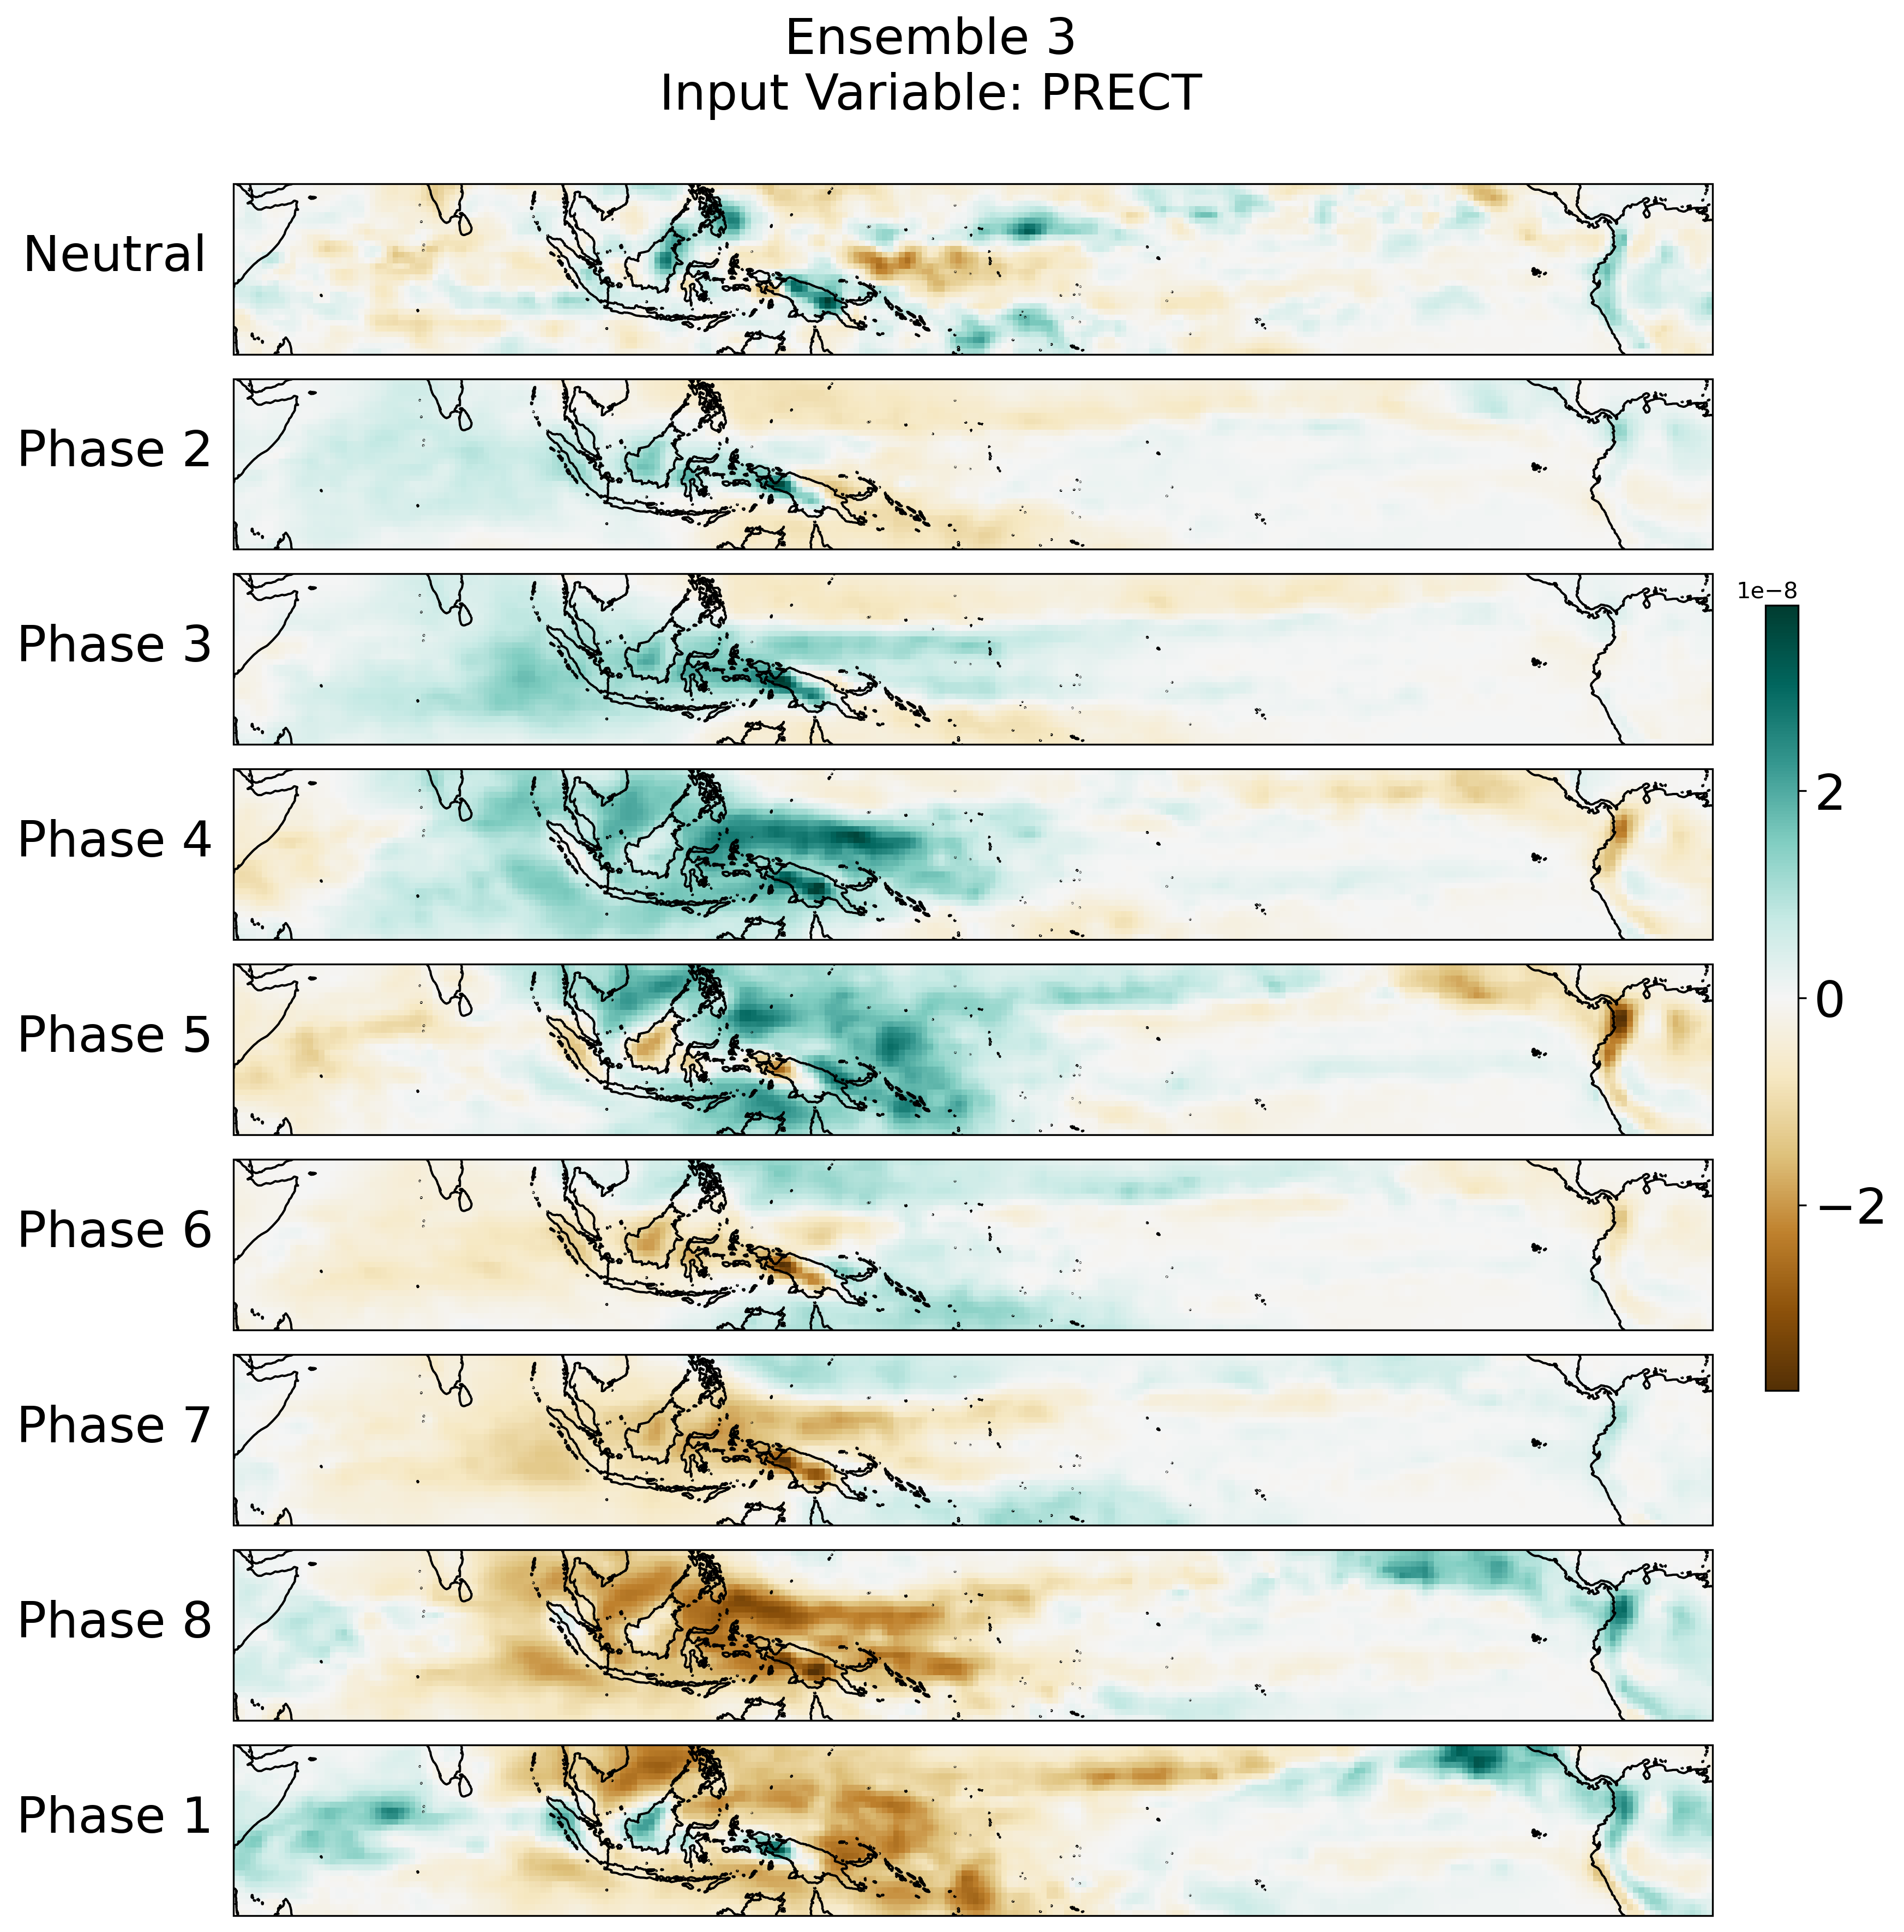 Ensemble 3
Input Variable: PRECT
Neutral
Phase 2
Phase 3
1e−8
Phase 4
2
Phase 5
0
Phase 6
−2
Phase 7
Phase 8
Phase 1